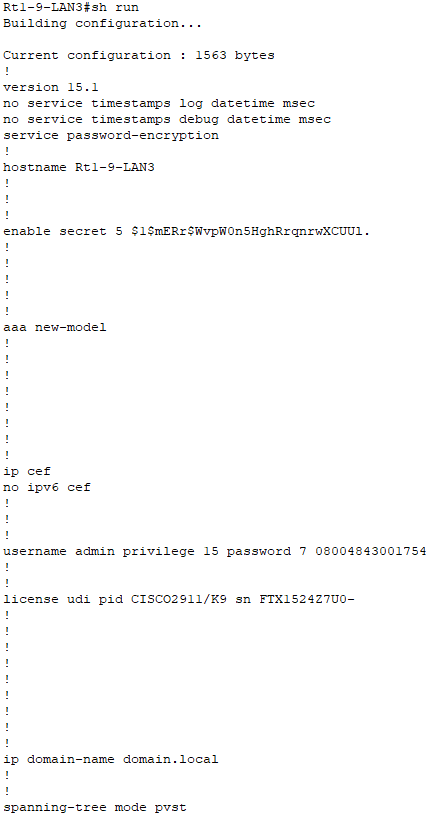 Rt1-9-LAN3#sh run
Building configuration...
Current configuration : 1563 bytes
!
version 15.1
no service timestamps log datetime msec
no service timestamps debug datetime msec
service password-encryption
!
hostname Rt1-9-LAN3
!
!
!
enable secret 5 $1$mERr$WvpW0n5HghRrqnrwXCUU1.
!
!
!
!
!
aaa new-model
!
!
!
!
!
!
!
!
ip cef
no ipv6 cef
!
!
!
username admin privilege 15 password 7 08004843001754
!
!
license udi pid CISCO2911/K9 sn FTX1524Z7U0-
!
!
!
!
!
!
!
!
!
ip domain-name domain.local
!
!
spanning-tree mode pvst